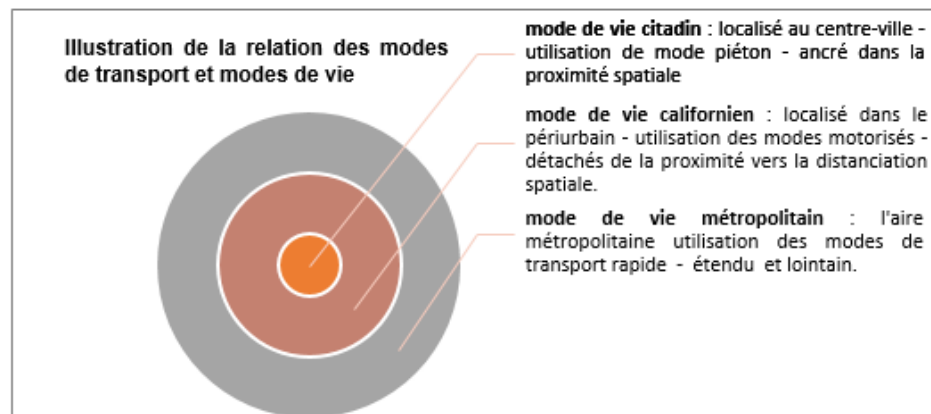 Illustration de la relation des modes
de transport et modes de vie
mode de vie citadin : localisé au centre-ville -
utilisation de mode piéton - ancré dans la
proximité spatiale
mode de vie californien : localisé dans le
périurbain - utilisation des modes motorisés -
détachés de la proximité vers la distanciation
spatiale.
mode de vie métropolitain : l'aire
métropolitaine utilisation des modes de
transport rapide - étendu et lointain.